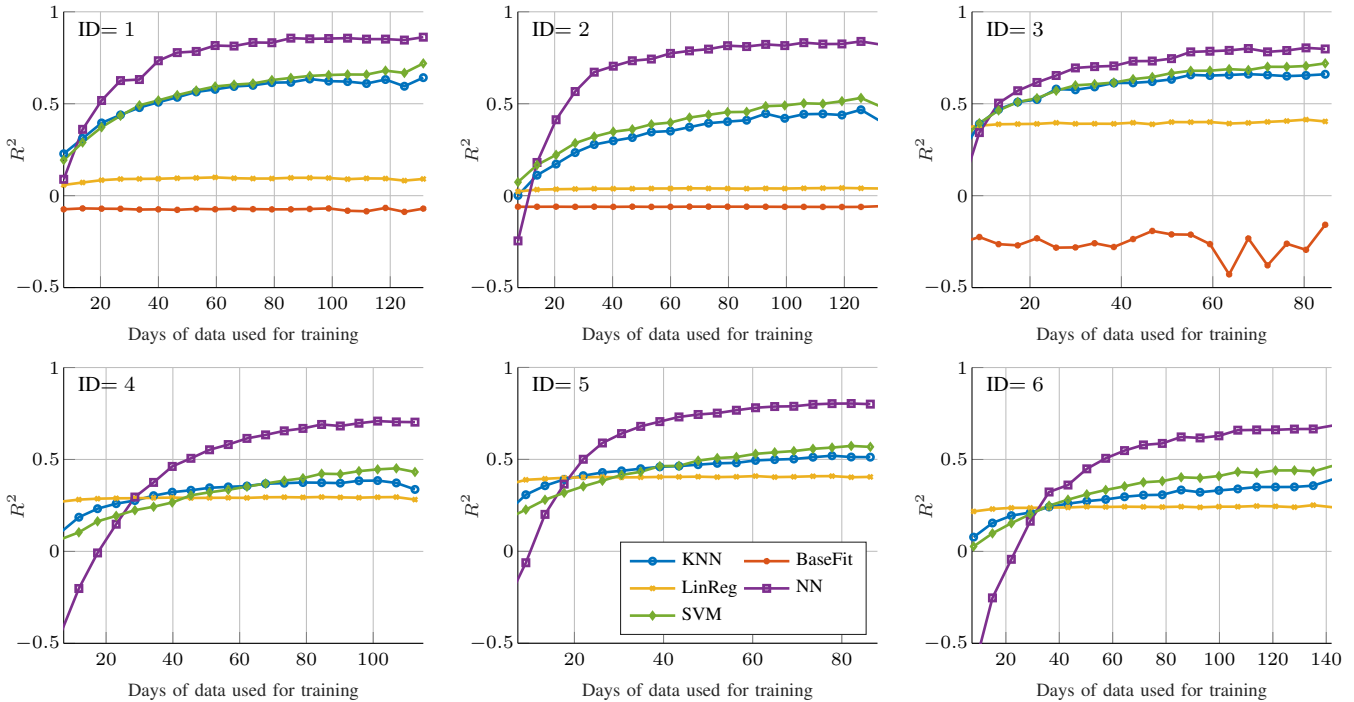 ID= 1
1
0.5
0
−0.5
R²
20 40 60 80 100 120
Days of data used for training
ID= 2
1
0.5
0
−0.5
R²
20 40 60 80 100 120
Days of data used for training
ID= 3
1
0.5
0
−0.5
R²
20 40 60 80
Days of data used for training
ID= 4
1
0.5
0
−0.5
R²
20 40 60 80 100
Days of data used for training
ID= 5
1
0.5
0
−0.5
R²
KNN BaseFit
LinReg NN
SVM
20 40 60 80
Days of data used for training
ID= 6
1
0.5
0
−0.5
R²
20 40 60 80 100 120 140
Days of data used for training